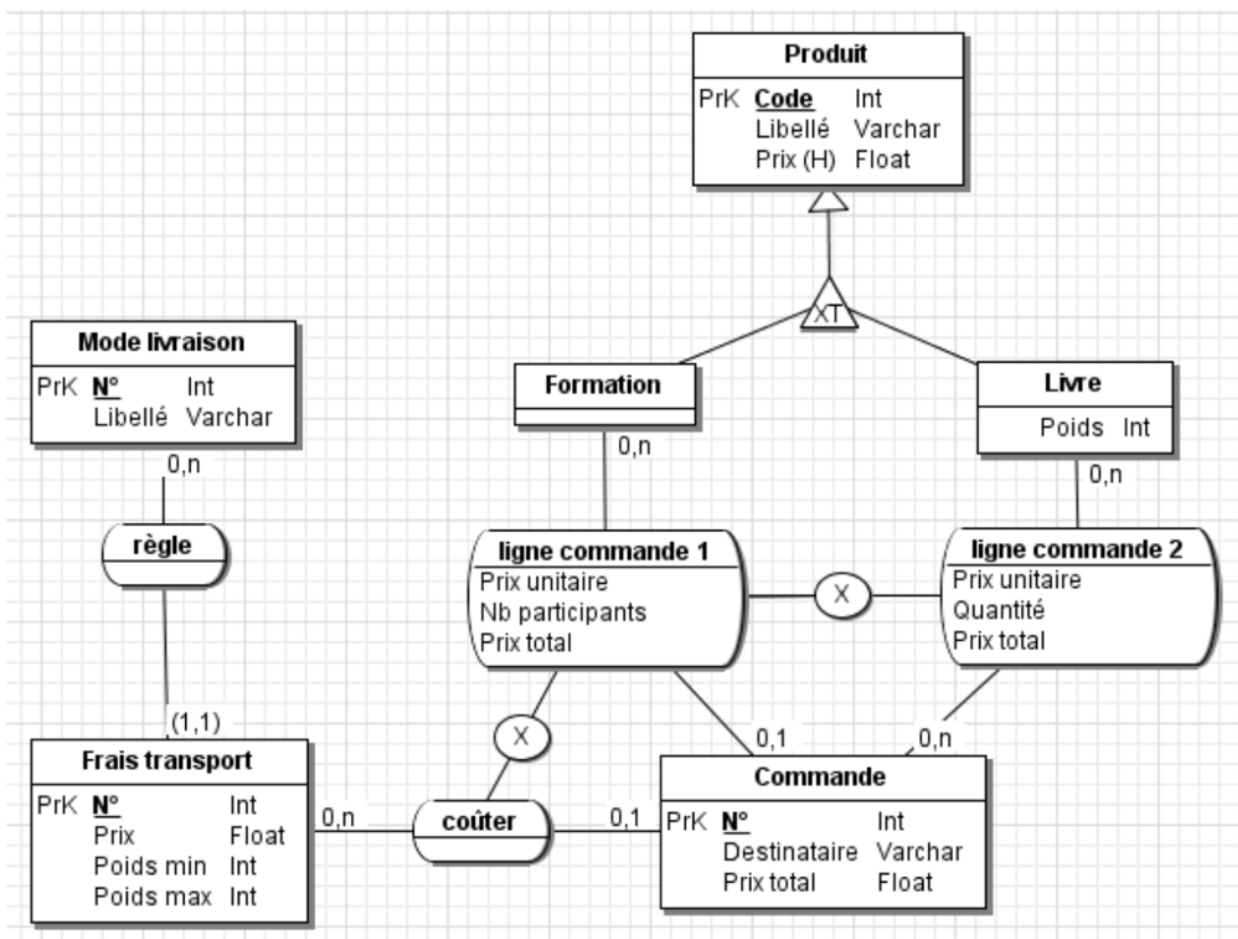 Produit
PrK Code Int
Libellé Varchar
Prix (H) Float
XT
Mode livraison
PrK N° Int
Libellé Varchar
0,n
règle
(1,1)
Formation
0,n
Livre
Poids Int
0,n
ligne commande 1
Prix unitaire
Nb participants
Prix total
X
ligne commande 2
Prix unitaire
Quantité
Prix total
X
0,1
0,n
Frais transport
PrK N° Int
Prix Float
Poids min Int
Poids max Int
0,n
coûter
0,1
Commande
PrK N° Int
Destinataire Varchar
Prix total Float